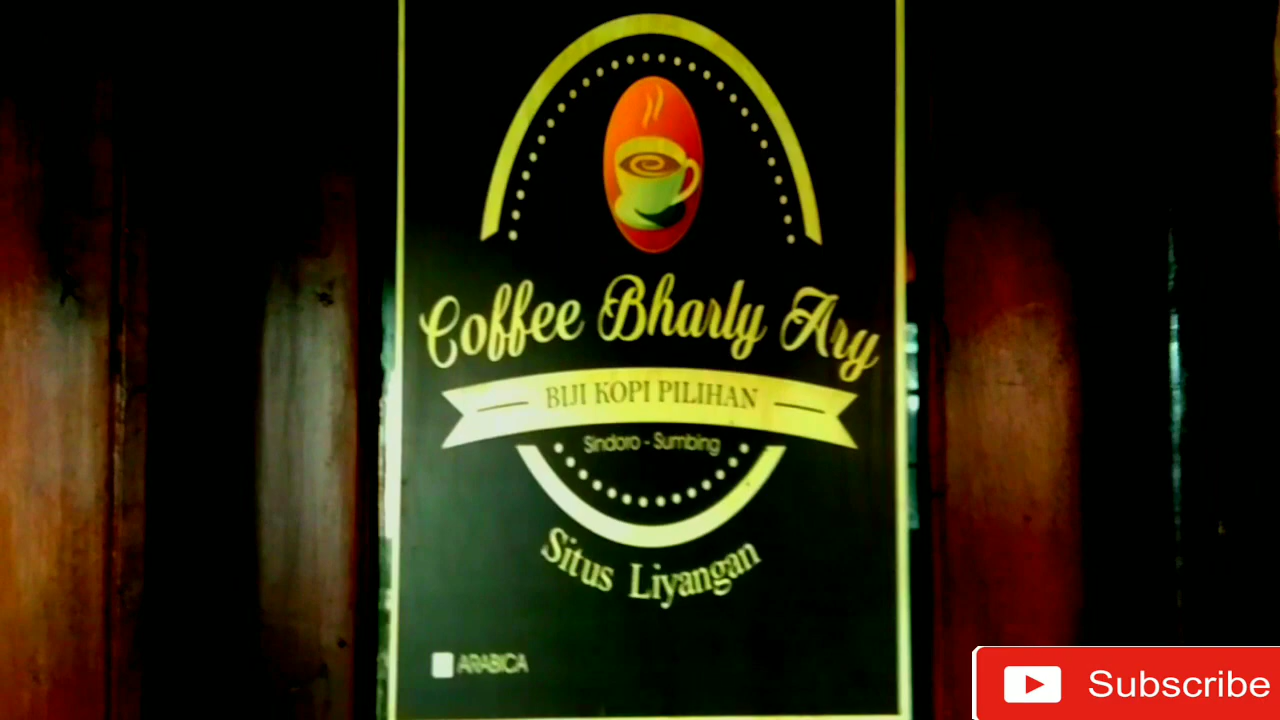 Coffee Bharly Ary
BIJI KOPI PILIHAN
Sindoro - Sumbing
Situs Liyangan
ARABICA
Subscribe